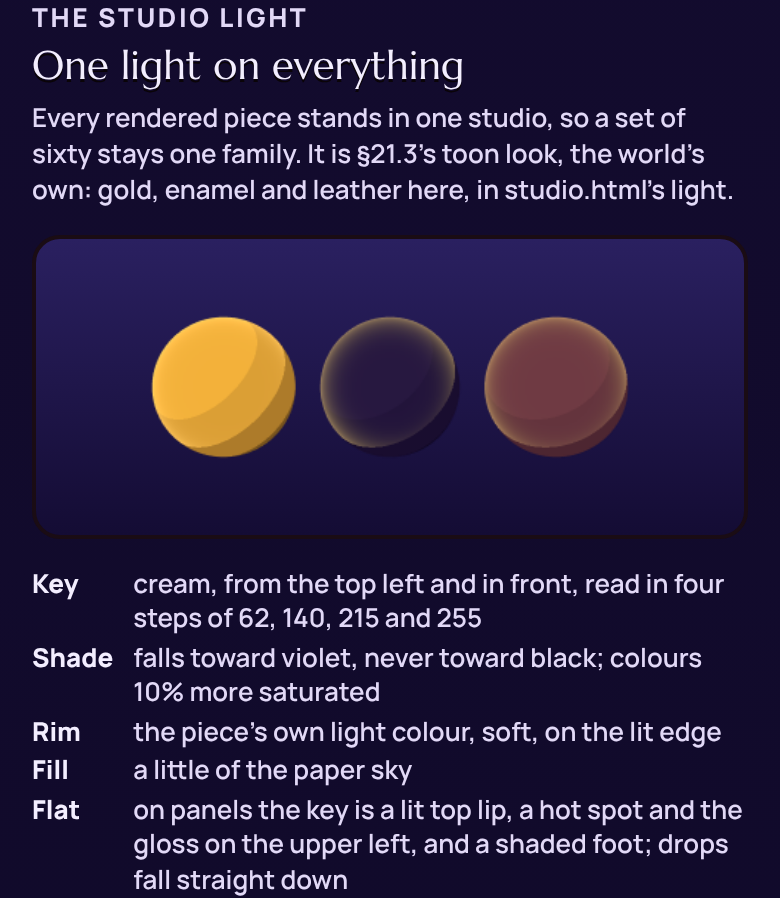 THE STUDIO LIGHT
One light on everything
Every rendered piece stands in one studio, so a set of
sixty stays one family. It is §21.3’s toon look, the world’s
own: gold, enamel and leather here, in studio.html’s light.
Key cream, from the top left and in front, read in four
steps of 62, 140, 215 and 255
Shade falls toward violet, never toward black; colours
10% more saturated
Rim the piece’s own light colour, soft, on the lit edge
Fill a little of the paper sky
Flat on panels the key is a lit top lip, a hot spot and the
gloss on the upper left, and a shaded foot; drops
fall straight down